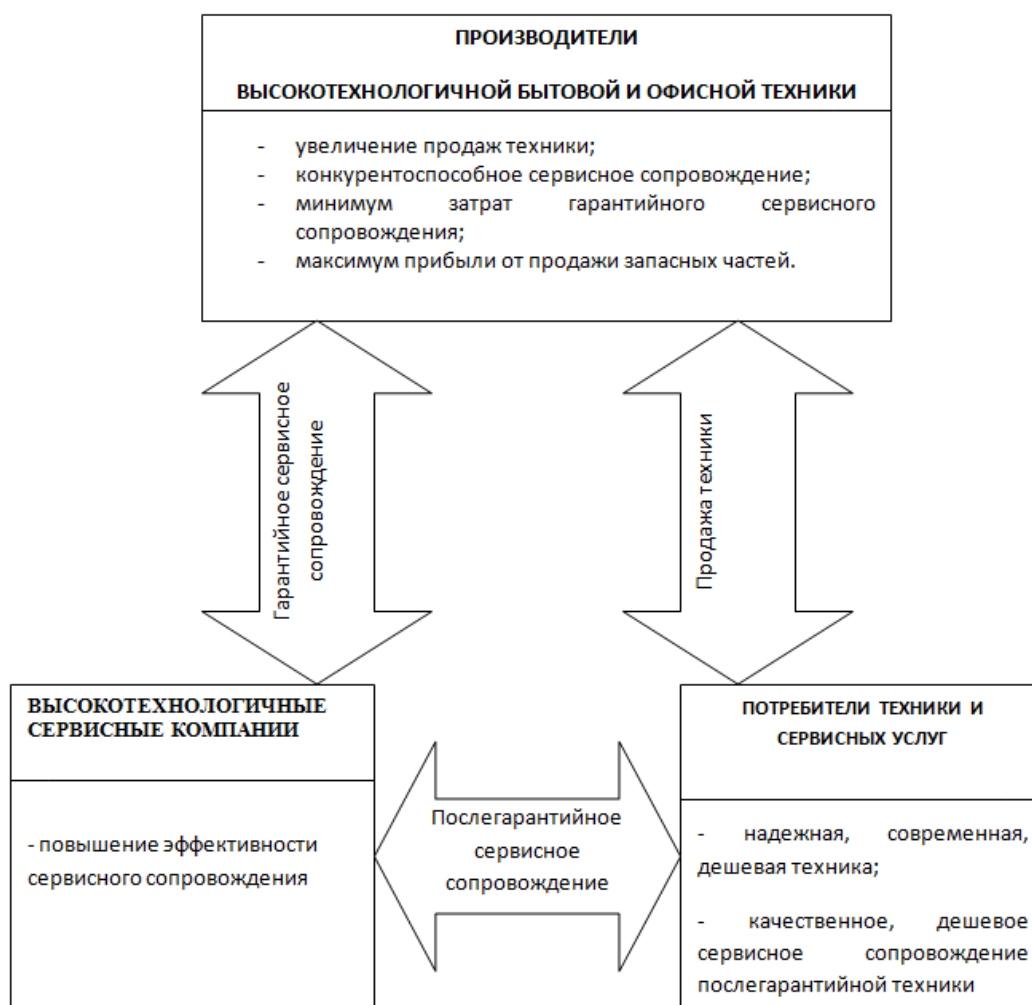 ПРОИЗВОДИТЕЛИ
ВЫСОКОТЕХНОЛОГИЧНОЙ БЫТОВОЙ И ОФИСНОЙ ТЕХНИКИ
- увеличение продаж техники;
- конкурентоспособное сервисное сопровождение;
- минимум затрат гарантийного сервисного
сопровождения;
- максимум прибыли от продажи запасных частей.
Гарантийное сервисное
сопровождение
Продажа техники
ВЫСОКОТЕХНОЛОГИЧНЫЕ
СЕРВИСНЫЕ КОМПАНИИ
- повышение эффективности
сервисного сопровождения
Послегарантийное
сервисное
сопровождение
ПОТРЕБИТЕЛИ ТЕХНИКИ И
СЕРВИСНЫХ УСЛУГ
- надежная, современная,
дешевая техника;
- качественное, дешевое
сервисное сопровождение
послегарантийной техники